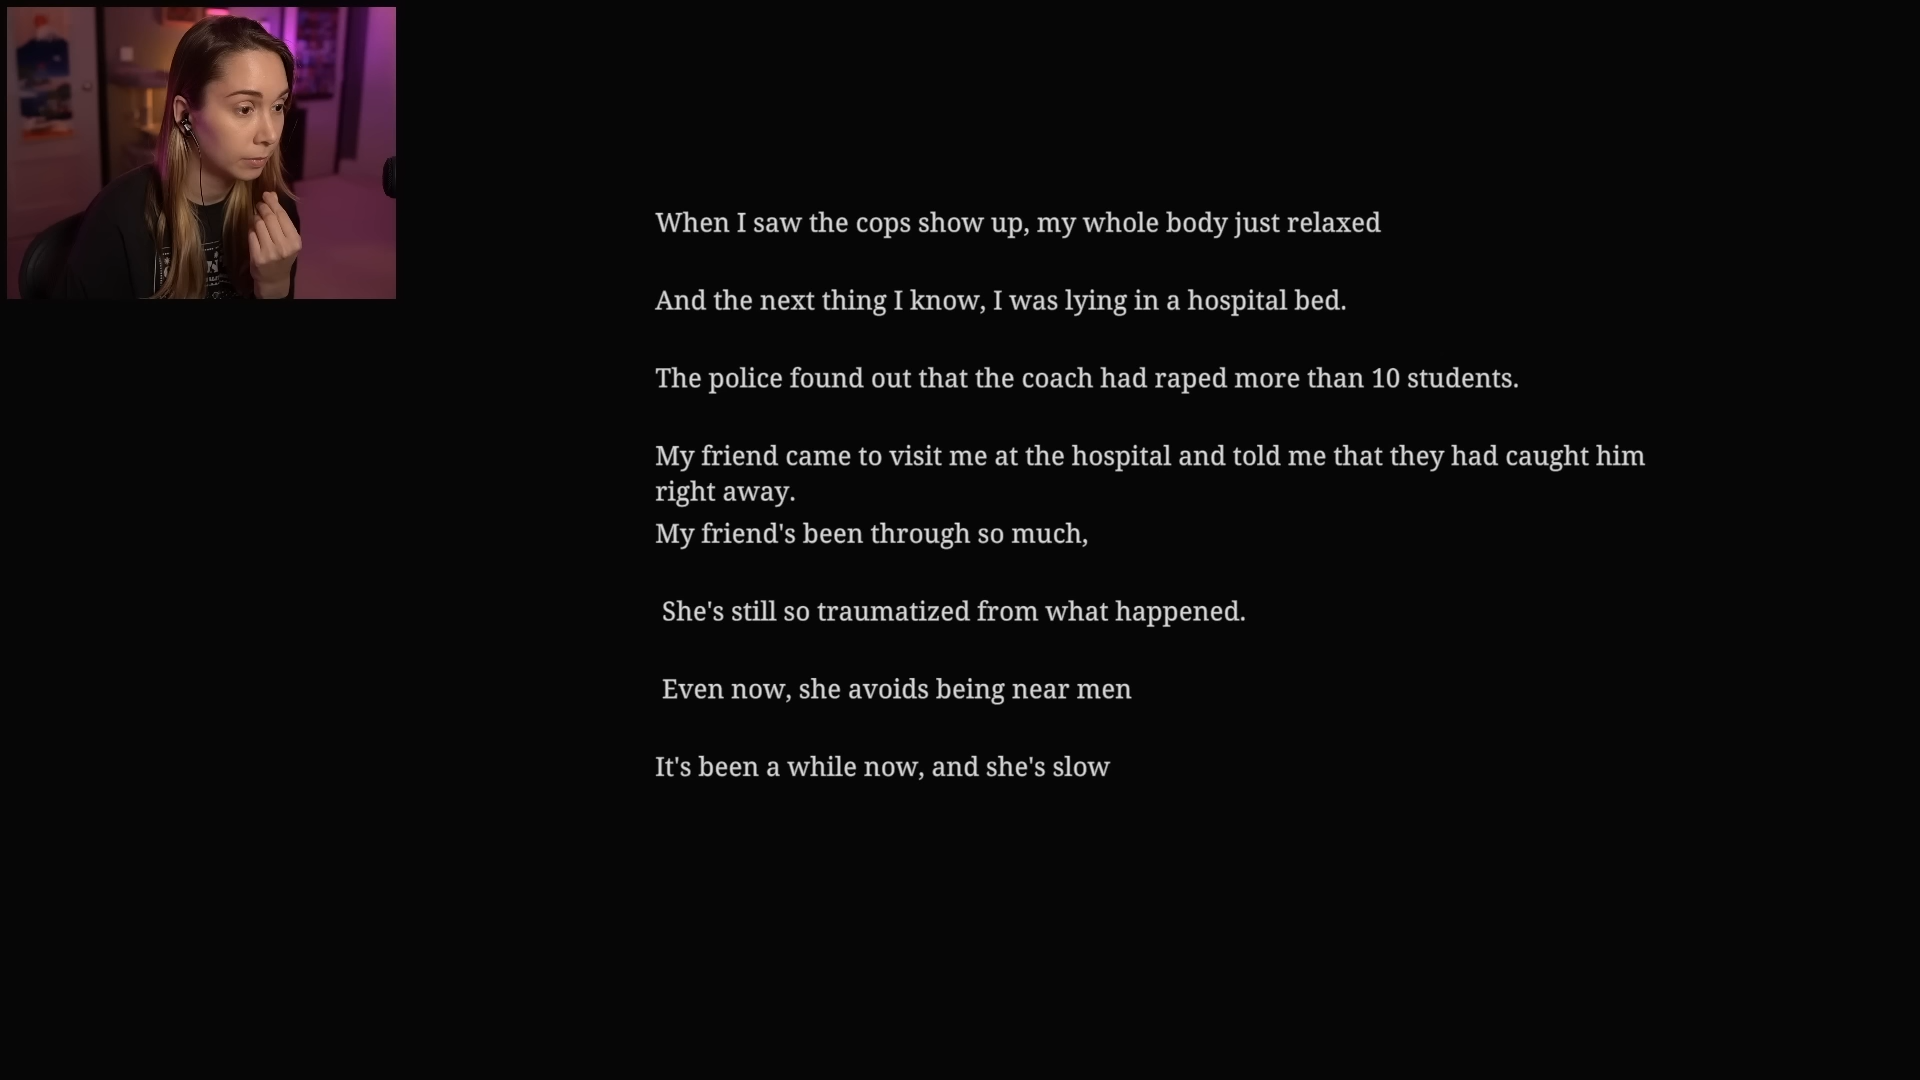 When I saw the cops show up, my whole body just relaxed
And the next thing I know, I was lying in a hospital bed.
The police found out that the coach had raped more than 10 students.
My friend came to visit me at the hospital and told me that they had caught him
right away.
My friend's been through so much,
She's still so traumatized from what happened.
Even now, she avoids being near men
It's been a while now, and she's slow